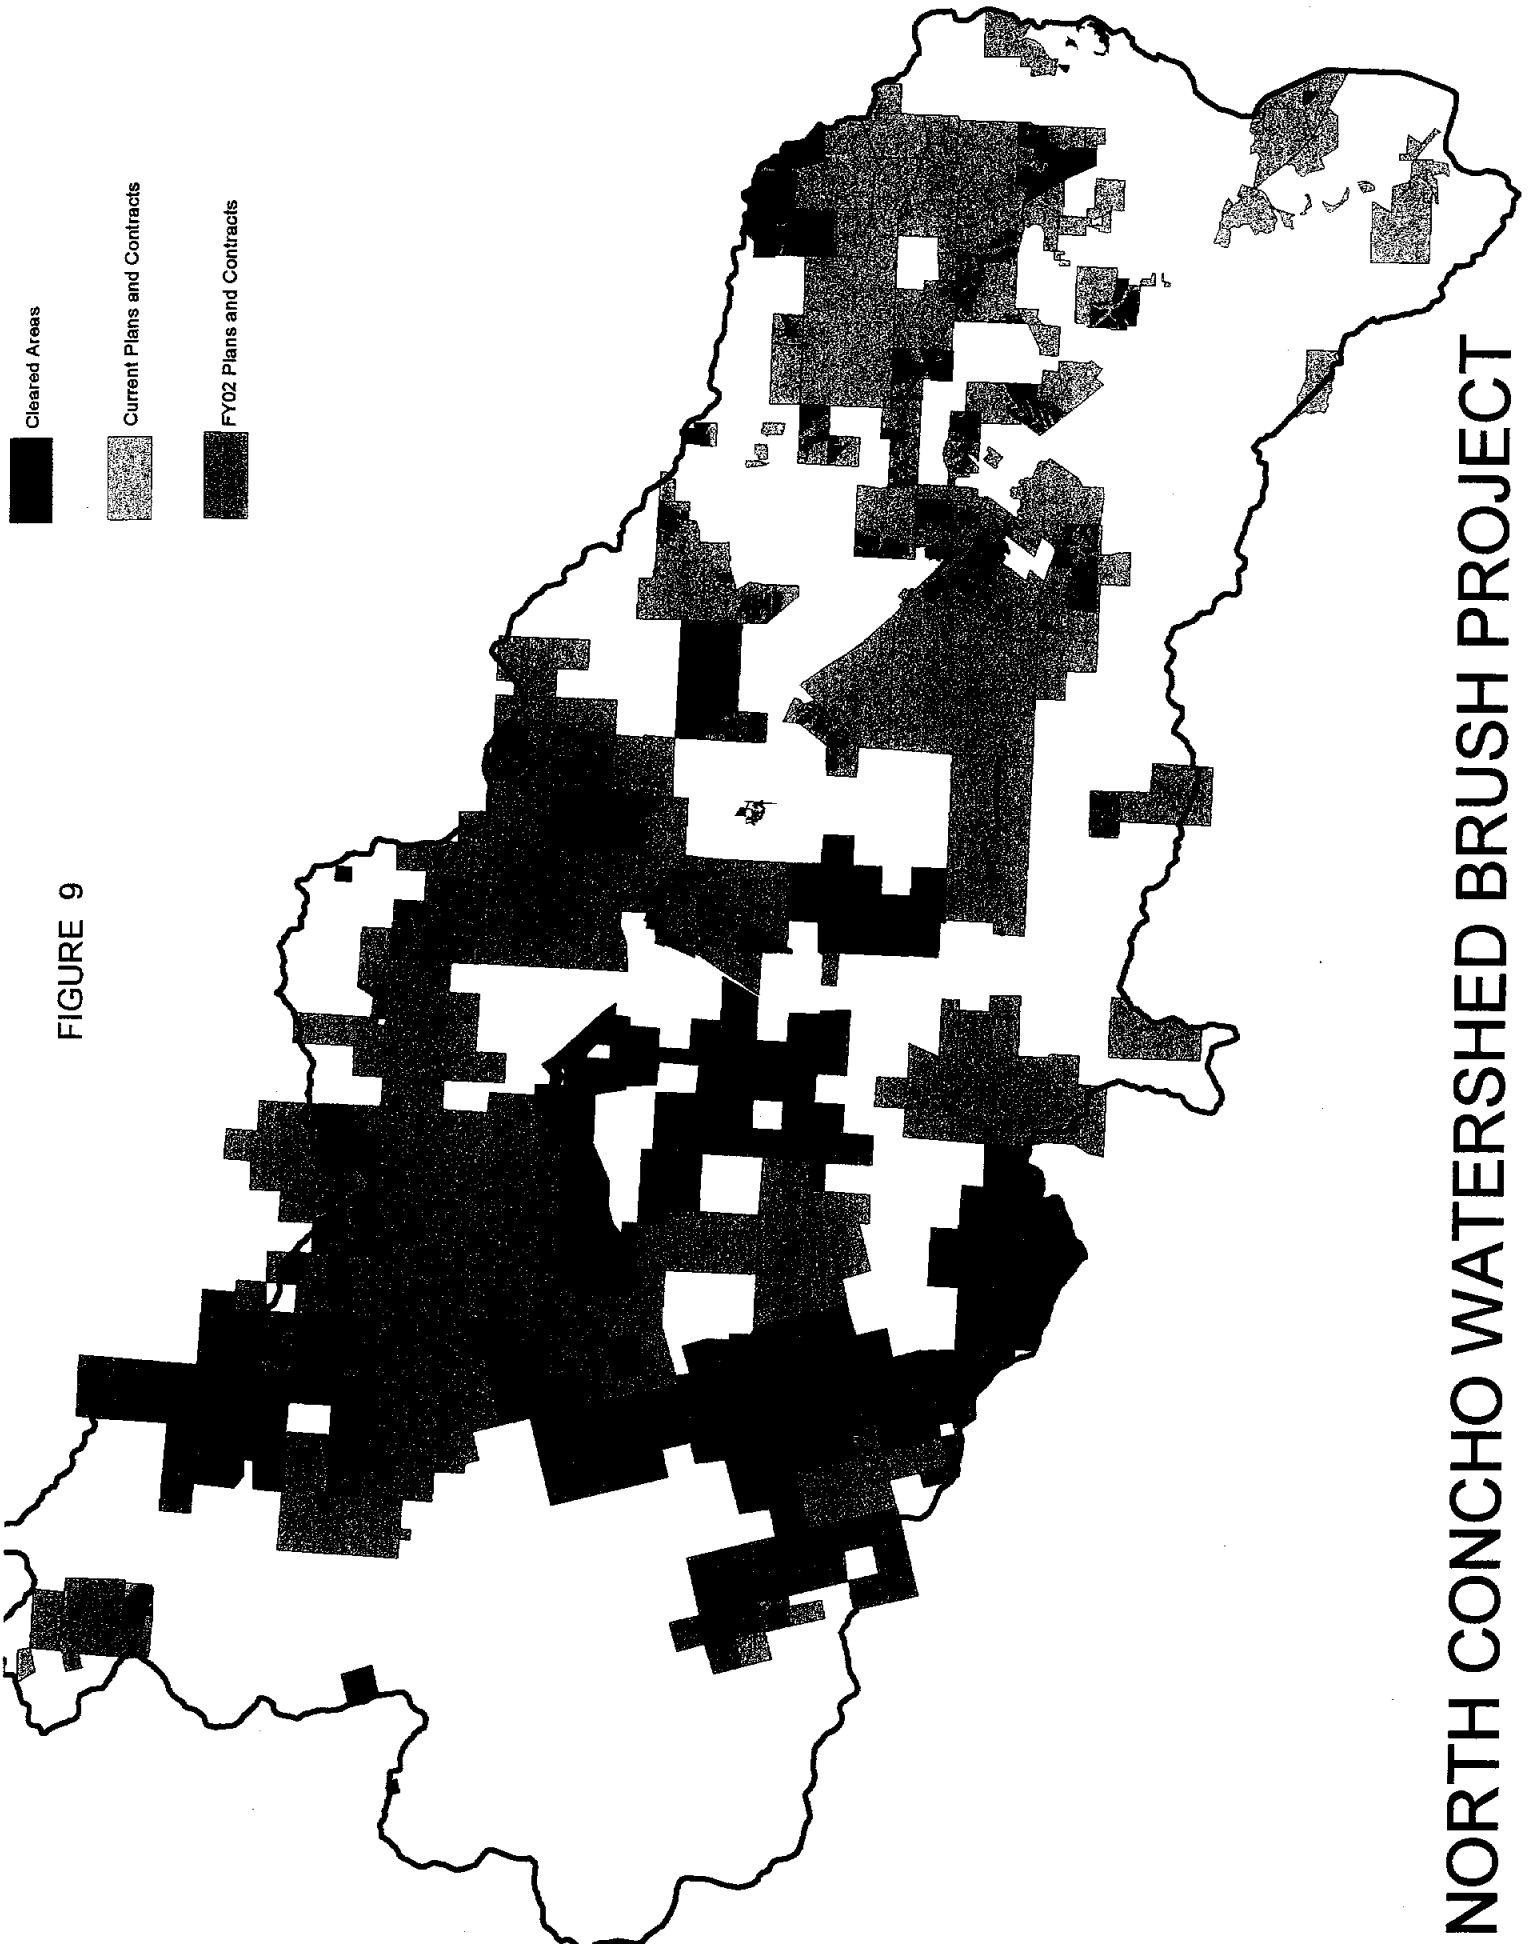 FIGURE 9
Cleared Areas
Current Plans and Contracts
FY02 Plans and Contracts
NORTH CONCHO WATERSHED BRUSH PROJECT